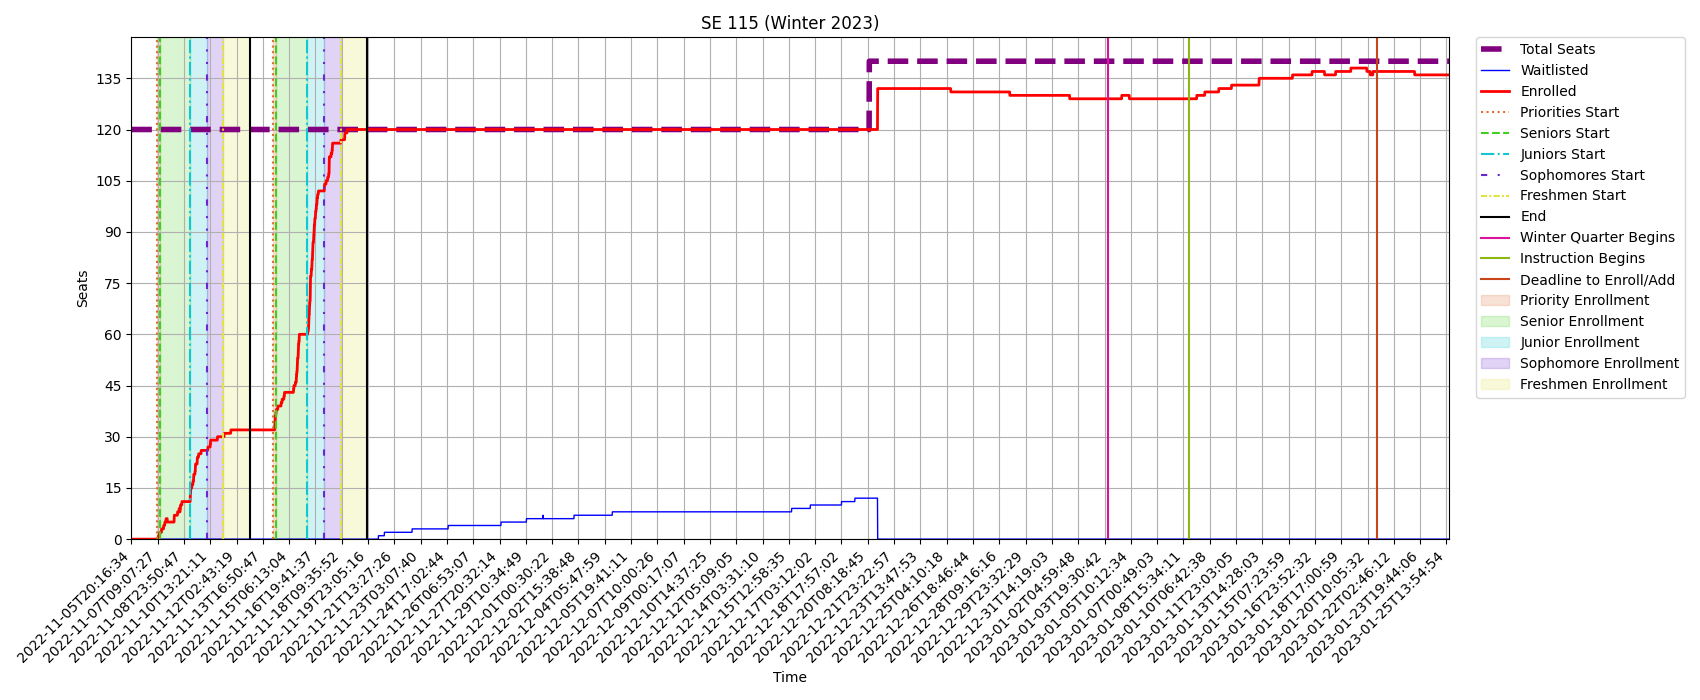 SE 115 (Winter 2023)
Seats
135
120
105
90
75
60
45
30
15
0
2022-11-05T20:16:34
2022-11-07T09:07:27
2022-11-08T23:50:47
2022-11-10T13:21:11
2022-11-12T02:43:19
2022-11-13T16:50:47
2022-11-15T06:13:04
2022-11-16T19:41:37
2022-11-18T09:35:52
2022-11-19T23:05:16
2022-11-21T13:27:26
2022-11-23T03:07:40
2022-11-24T17:02:44
2022-11-26T06:53:07
2022-11-27T20:32:14
2022-11-29T10:34:49
2022-12-01T00:30:22
2022-12-02T15:38:48
2022-12-04T05:47:59
2022-12-05T19:41:11
2022-12-07T10:00:26
2022-12-09T00:17:07
2022-12-10T14:37:25
2022-12-12T05:09:05
2022-12-14T03:31:10
2022-12-15T12:58:35
2022-12-17T03:12:02
2022-12-18T17:57:02
2022-12-20T08:18:45
2022-12-21T23:22:57
2022-12-23T13:47:53
2022-12-25T04:10:18
2022-12-26T18:46:44
2022-12-28T09:16:16
2022-12-29T23:32:29
2022-12-31T14:19:03
2023-01-02T04:59:48
2023-01-03T19:30:42
2023-01-05T10:12:34
2023-01-07T00:49:03
2023-01-08T15:34:11
2023-01-10T06:42:38
2023-01-11T23:03:05
2023-01-13T14:28:03
2023-01-15T07:23:59
2023-01-16T23:52:32
2023-01-18T17:00:59
2023-01-20T10:05:32
2023-01-22T02:46:12
2023-01-23T19:44:06
2023-01-25T13:54:54
Time
Total Seats
Waitlisted
Enrolled
Priorities Start
Seniors Start
Juniors Start
Sophomores Start
Freshmen Start
End
Winter Quarter Begins
Instruction Begins
Deadline to Enroll/Add
Priority Enrollment
Senior Enrollment
Junior Enrollment
Sophomore Enrollment
Freshmen Enrollment